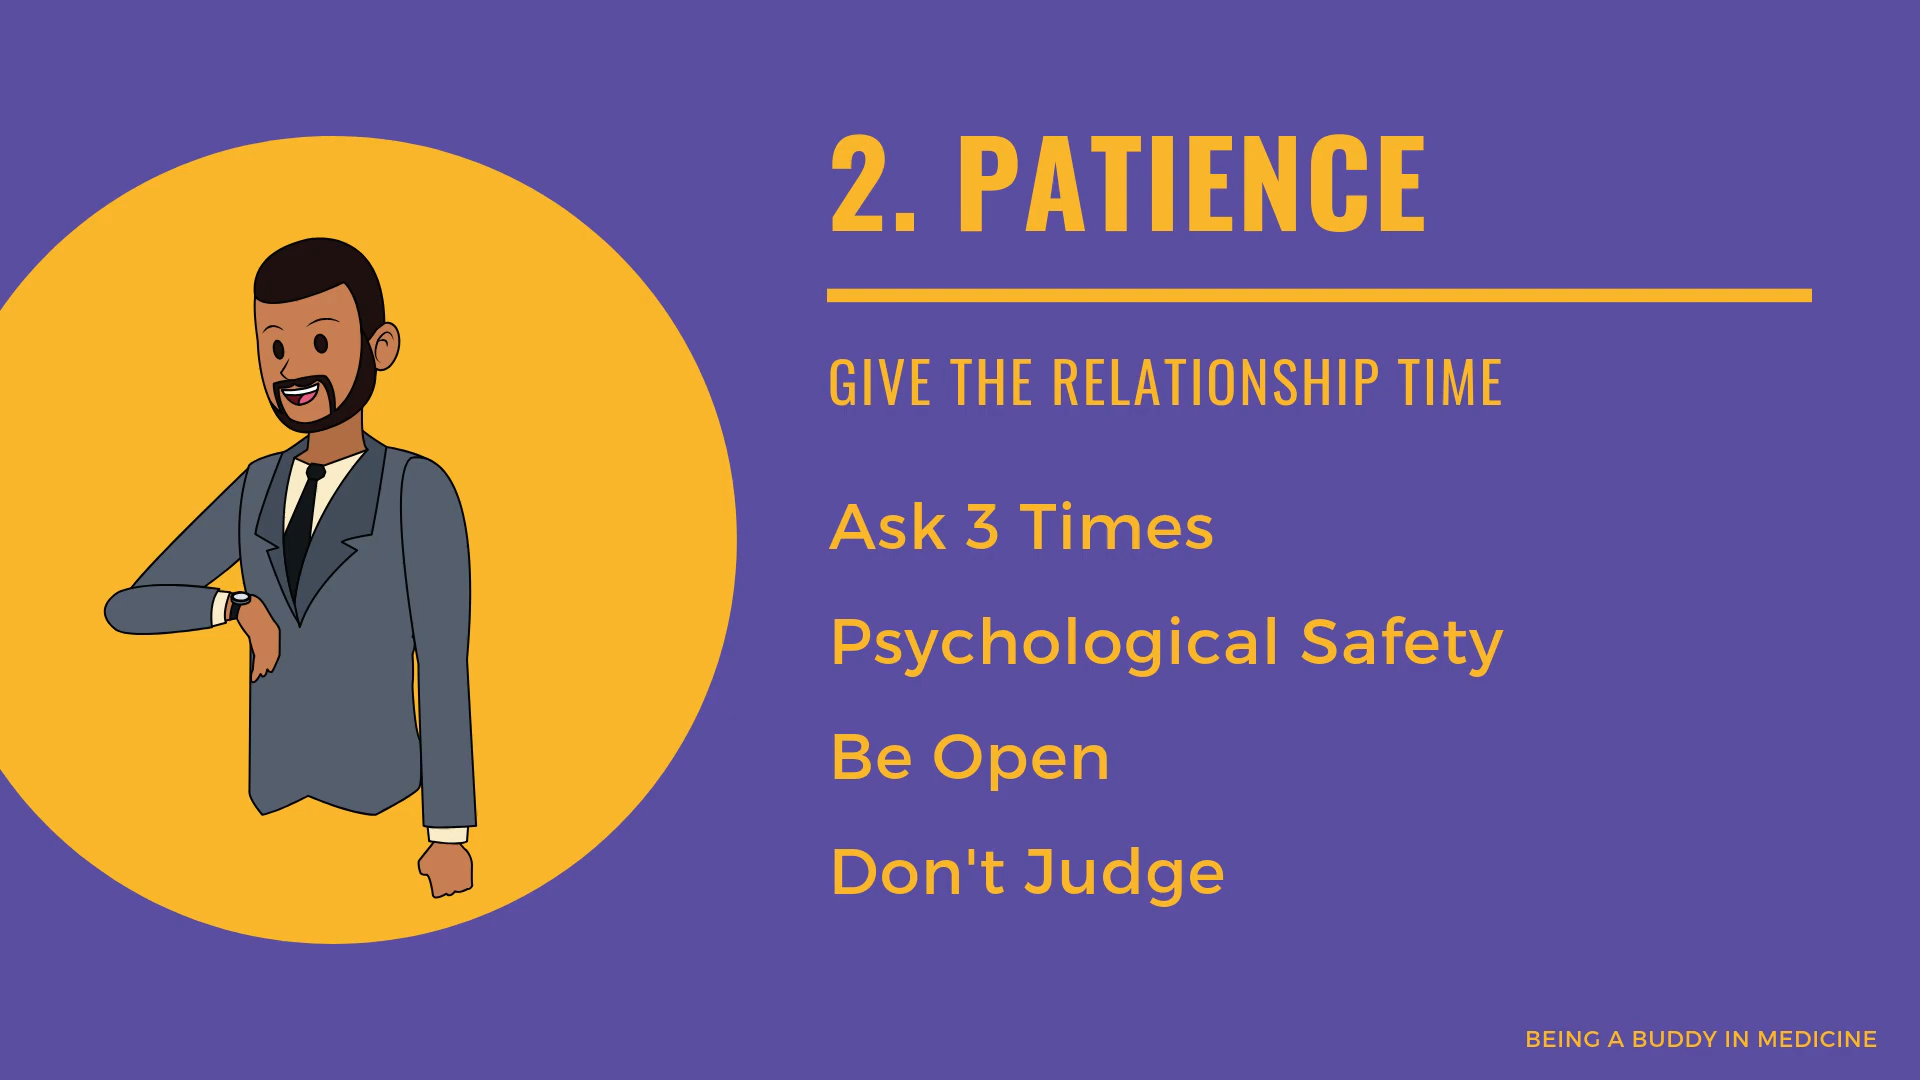 2. PATIENCE
GIVE THE RELATIONSHIP TIME
Ask 3 Times
Psychological Safety
Be Open
Don't Judge
BEING A BUDDY IN MEDICINE